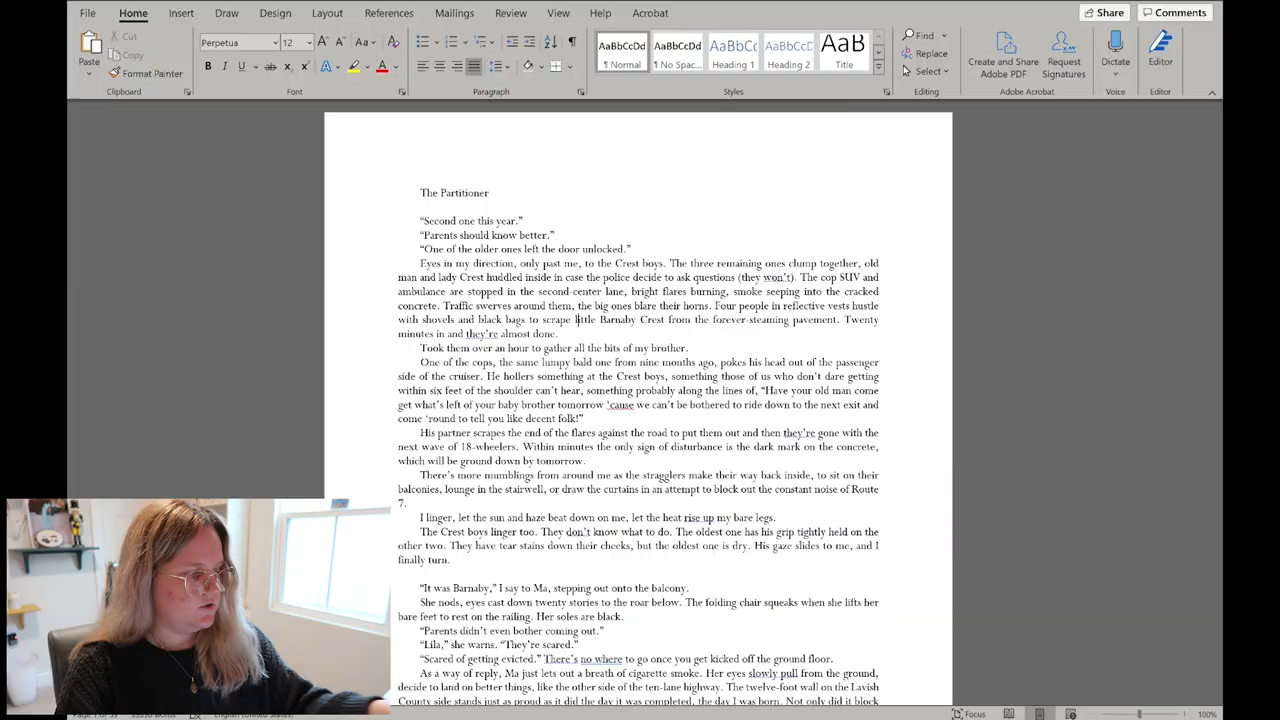 File Home Insert Draw Design Layout References Mailings Review View Help Acrobat Share Comments
Paste Cut Copy Format Painter
Perpetua 12
AaBbCcDd AaBbCcDd AaBbCc AaBbCcD AaB
¶ Normal ¶ No Spac... Heading 1 Heading 2 Title
Find Replace Select
Create and Share Adobe PDF Request Signatures Dictate Editor
Clipboard Font Paragraph Styles Editing Adobe Acrobat Voice Editor
The Partitioner
“Second one this year.”
“Parents should know better.”
“One of the older ones left the door unlocked.”
Eyes in my direction, only past me, to the Crest boys. The three remaining ones clump together, old
man and lady Crest huddled inside in case the police decide to ask questions (they won’t). The cop SUV and
ambulance are stopped in the second-center lane, bright flares burning, smoke seeping into the cracked
concrete. Traffic swerves around them, the big ones blare their horns. Four people in reflective vests hustle
with shovels and black bags to scrape little Barnaby Crest from the forever-steaming pavement. Twenty
minutes in and they’re almost done.
Took them over an hour to gather all the bits of my brother.
One of the cops, the same lumpy bald one from nine months ago, pokes his head out of the passenger
side of the cruiser. He hollers something at the Crest boys, something those of us who don’t dare getting
within six feet of the shoulder can’t hear, something probably along the lines of, “Have your old man come
get what’s left of your baby brother tomorrow ‘cause we can’t be bothered to ride down to the next exit and
come ‘round to tell you like decent folk!”
His partner scrapes the end of the flares against the road to put them out and then they’re gone with the
next wave of 18-wheelers. Within minutes the only sign of disturbance is the dark mark on the concrete,
which will be ground down by tomorrow.
There’s more mumblings from around me as the stragglers make their way back inside, to sit on their
balconies, lounge in the stairwell, or draw the curtains in an attempt to block out the constant noise of Route
7.
I linger, let the sun and haze beat down on me, let the heat rise up my bare legs.
The Crest boys linger too. They don’t know what to do. The oldest one has his grip tightly held on the
other two. They have tear stains down their cheeks, but the oldest one is dry. His gaze slides to me, and I
finally turn.
“It was Barnaby,” I say to Ma, stepping out onto the balcony.
She nods, eyes cast down twenty stories to the roar below. The folding chair squeaks when she lifts her
bare feet to rest on the railing. Her soles are black.
“Parents didn’t even bother coming out.”
“Lila,” she warns. “They’re scared.”
“Scared of getting evicted.” There’s no where to go once you get kicked off the ground floor.
As a way of reply, Ma just lets out a breath of cigarette smoke. Her eyes slowly pull from the ground,
decide to land on better things, like the other side of the ten-lane highway. The twelve-foot wall on the Lavish
County side stands just as proud as it did the day it was completed, the day I was born. Not only did it block
English (United States) Focus 100%